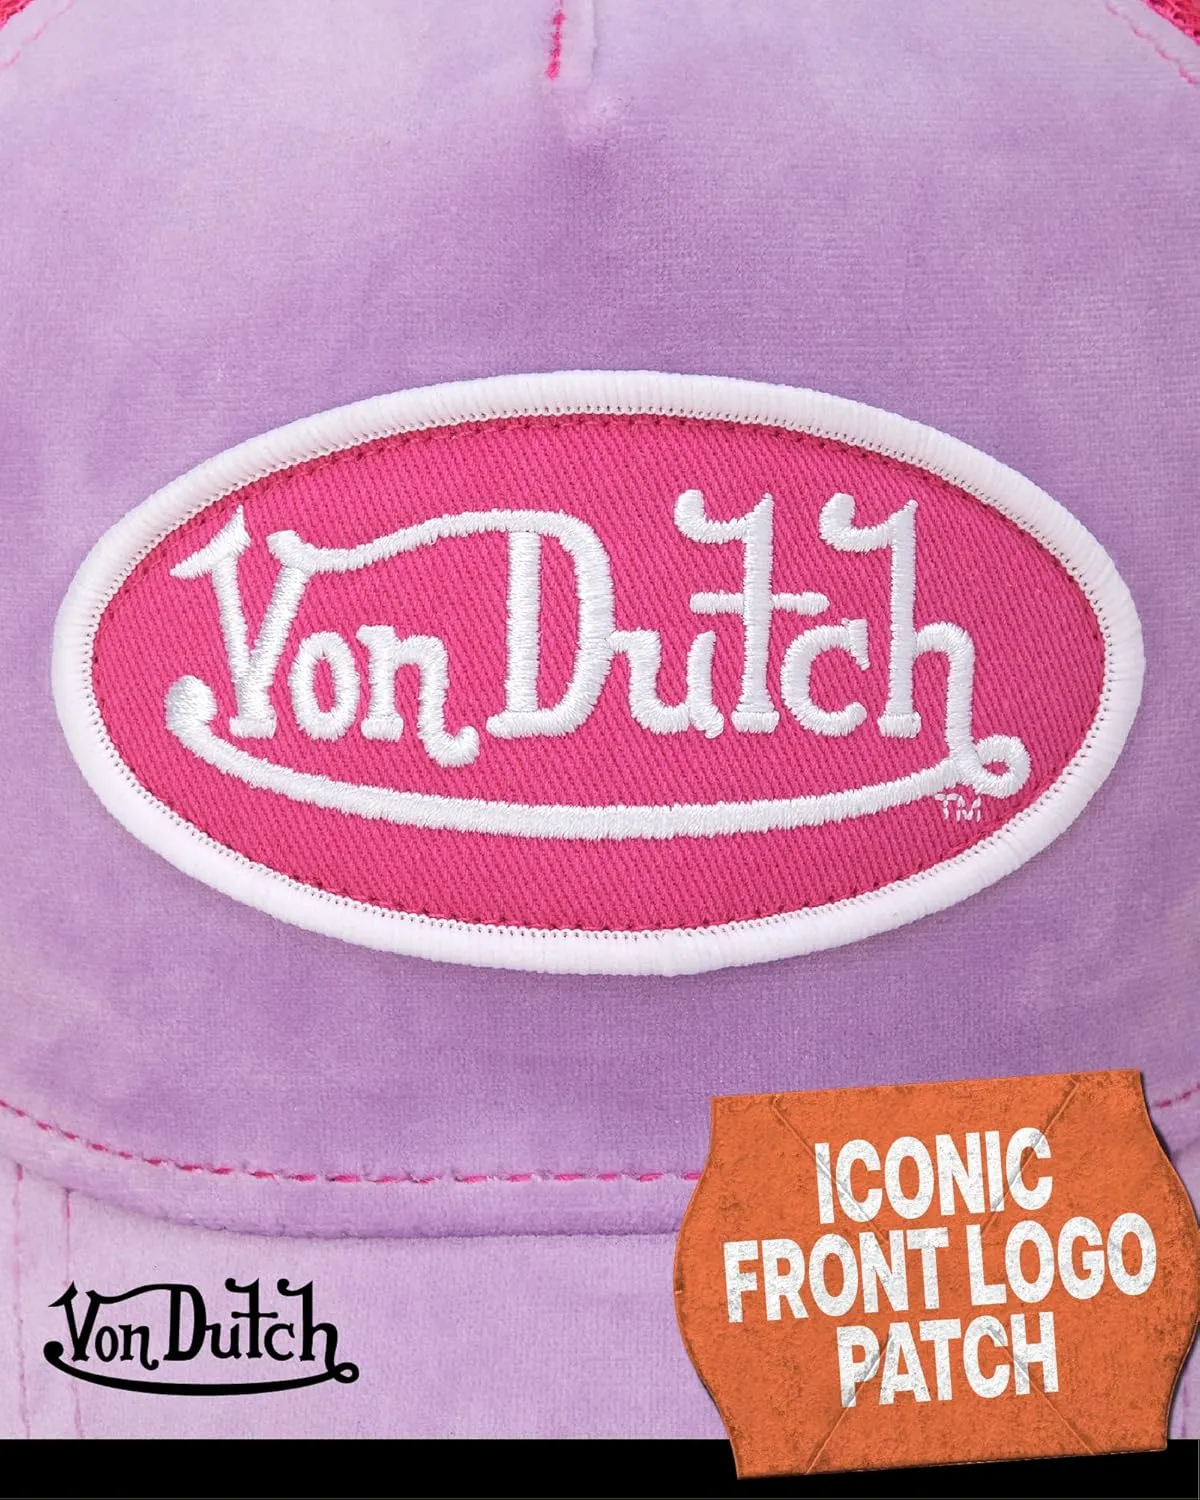 Von Dutch
TM
Von Dutch
ICONIC
FRONT LOGO
PATCH